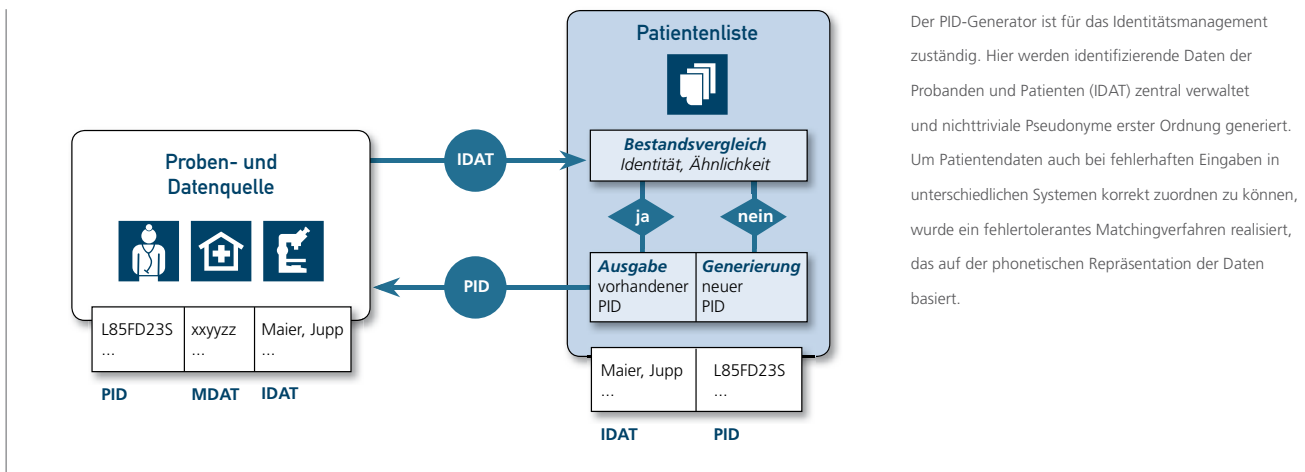 Proben- und
Datenquelle
L85FD23S
...
xxyyzz
...
Maier, Jupp
...
PID
MDAT
IDAT
IDAT
PID
Patientenliste
Bestandsvergleich
Identität, Ähnlichkeit
ja
nein
Ausgabe
vorhandener
PID
Generierung
neuer
PID
Maier, Jupp
...
L85FD23S
...
IDAT
PID
Der PID-Generator ist für das Identitätsmanagement
zuständig. Hier werden identifizierende Daten der
Probanden und Patienten (IDAT) zentral verwaltet
und nichttriviale Pseudonyme erster Ordnung generiert.
Um Patientendaten auch bei fehlerhaften Eingaben in
unterschiedlichen Systemen korrekt zuordnen zu können,
wurde ein fehlertolerantes Matchingverfahren realisiert,
das auf der phonetischen Repräsentation der Daten
basiert.